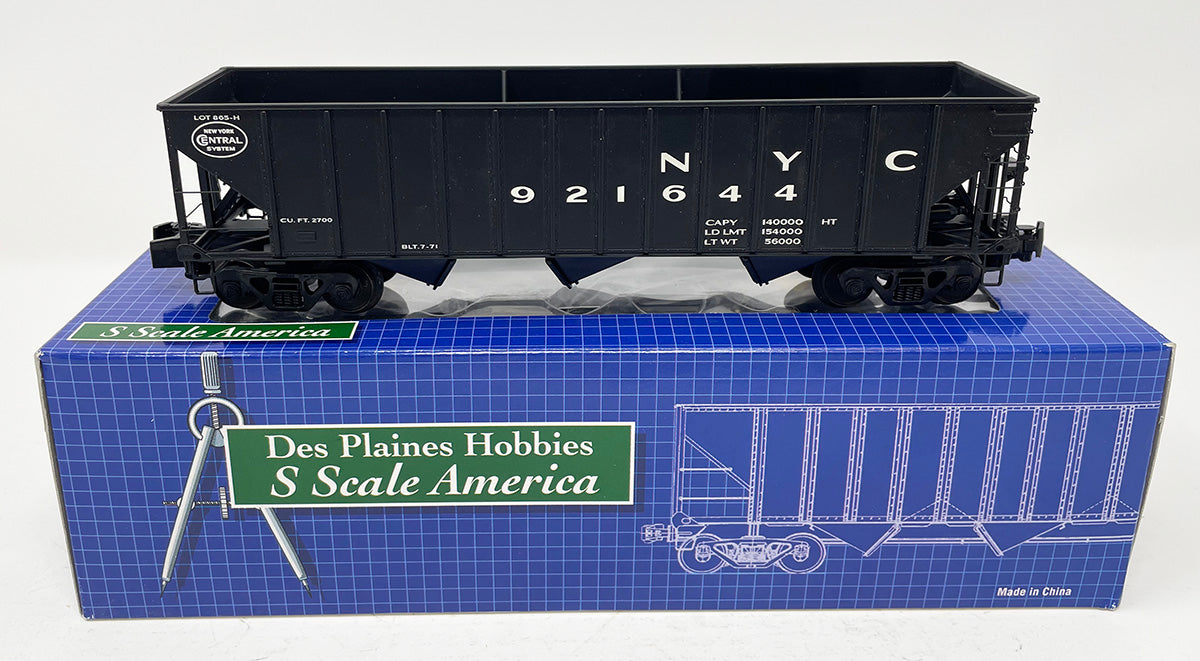 LOT 865-H
NEW YORK
CENTRAL
SYSTEM
N Y C
921644
CU. FT. 2700
BLT. 7-71
CAPY 140000 HT
LD LMT 154000
LT WT 56000
S Scale America
Des Plaines Hobbies
S Scale America
Made in China